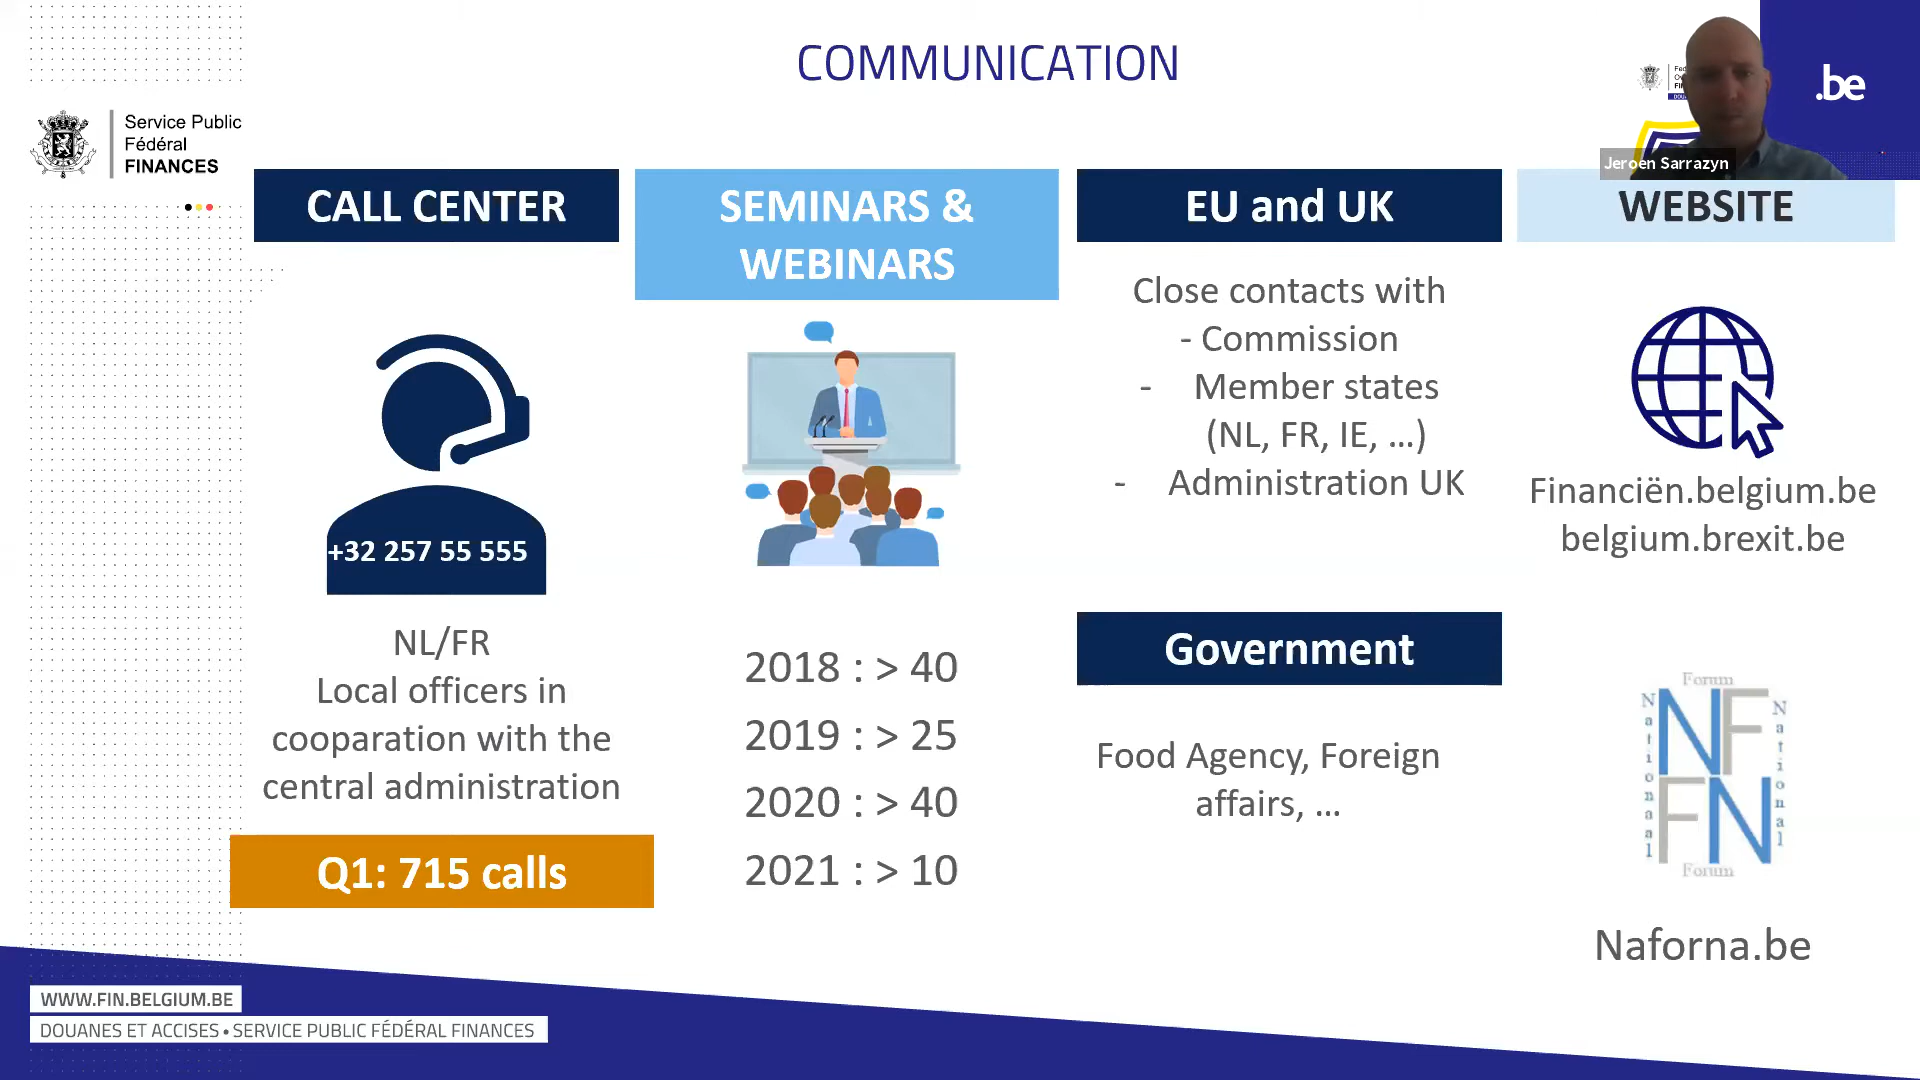 COMMUNICATION
Service Public
Fédéral
FINANCES
.be
Jeroen Sarrazyn
CALL CENTER
+32 257 55 555
NL/FR
Local officers in
cooparation with the
central administration
Q1: 715 calls
SEMINARS &
WEBINARS
2018 : > 40
2019 : > 25
2020 : > 40
2021 : > 10
EU and UK
Close contacts with
- Commission
- Member states
(NL, FR, IE, ...)
- Administration UK
Government
Food Agency, Foreign
affairs, ...
WEBSITE
Financiën.belgium.be
belgium.brexit.be
Forum
National
NF
FN
Nationaal
Forum
Naforna.be
WWW.FIN.BELGIUM.BE
DOUANES ET ACCISES • SERVICE PUBLIC FÉDÉRAL FINANCES